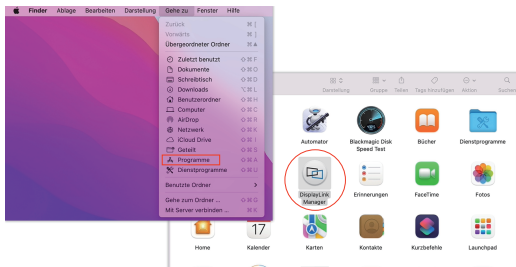 Finder Ablage Bearbeiten Darstellung Gehe zu Fenster Hilfe
Zurück ⌘ [
Vorwärts ⌘ ]
Übergeordneter Ordner ⌘▲
Zuletzt benutzt ⇧⌘F
Dokumente ⇧⌘O
Schreibtisch ⇧⌘D
Downloads ⌥⌘L
Benutzerordner ⇧⌘H
Computer ⇧⌘C
AirDrop ⇧⌘R
Netzwerk ⇧⌘K
iCloud Drive ⇧⌘I
Geteilt ⇧⌘S
Programme ⇧⌘A
Dienstprogramme ⇧⌘U
Benutzte Ordner >
Gehe zum Ordner ... ⇧⌘G
Mit Server verbinden ... ⌘K
Darstellung Gruppe Teilen Tags hinzufügen Aktion Suchen
Automator Blackmagic Disk Speed Test Bücher Dienstprogramme
DisplayLink Manager Erinnerungen FaceTime Fotos
17
Home Kalender Karten Kontakte Kurzbefehle Launchpad